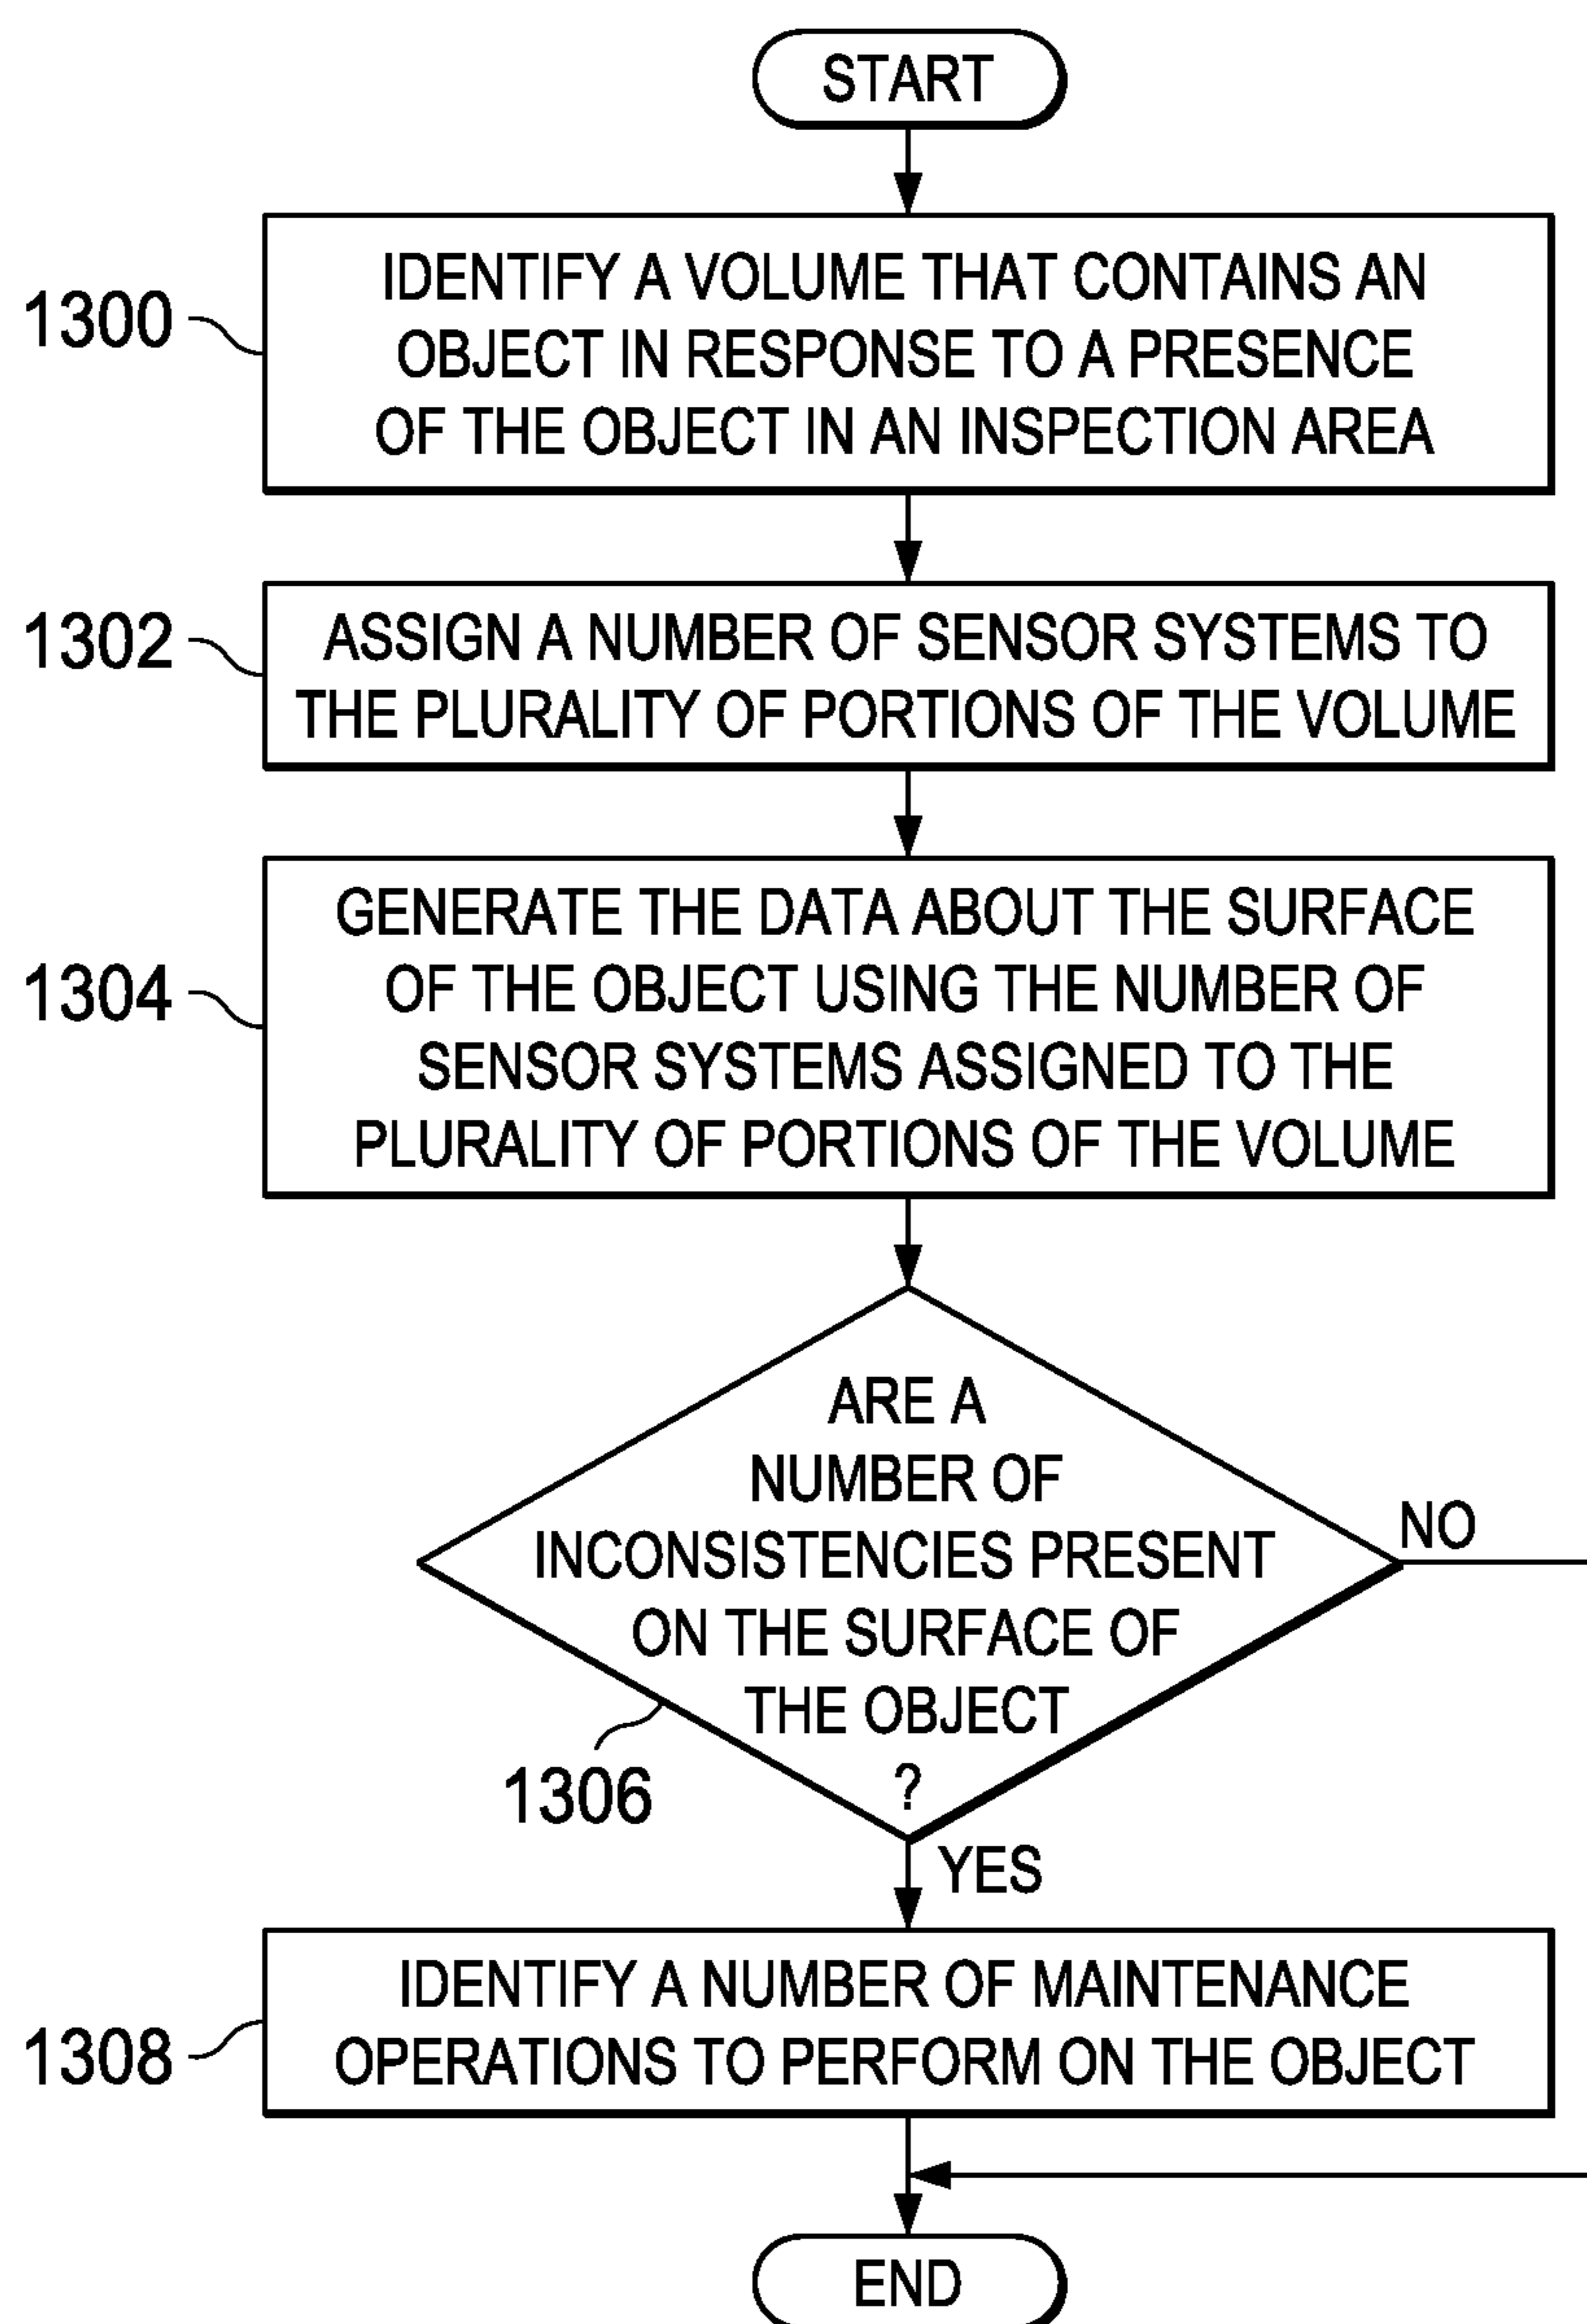 START
1300
IDENTIFY A VOLUME THAT CONTAINS AN
OBJECT IN RESPONSE TO A PRESENCE
OF THE OBJECT IN AN INSPECTION AREA
1302
ASSIGN A NUMBER OF SENSOR SYSTEMS TO
THE PLURALITY OF PORTIONS OF THE VOLUME
1304
GENERATE THE DATA ABOUT THE SURFACE
OF THE OBJECT USING THE NUMBER OF
SENSOR SYSTEMS ASSIGNED TO THE
PLURALITY OF PORTIONS OF THE VOLUME
ARE A
NUMBER OF
INCONSISTENCIES PRESENT
ON THE SURFACE OF
THE OBJECT
?
NO
1306
YES
1308
IDENTIFY A NUMBER OF MAINTENANCE
OPERATIONS TO PERFORM ON THE OBJECT
END